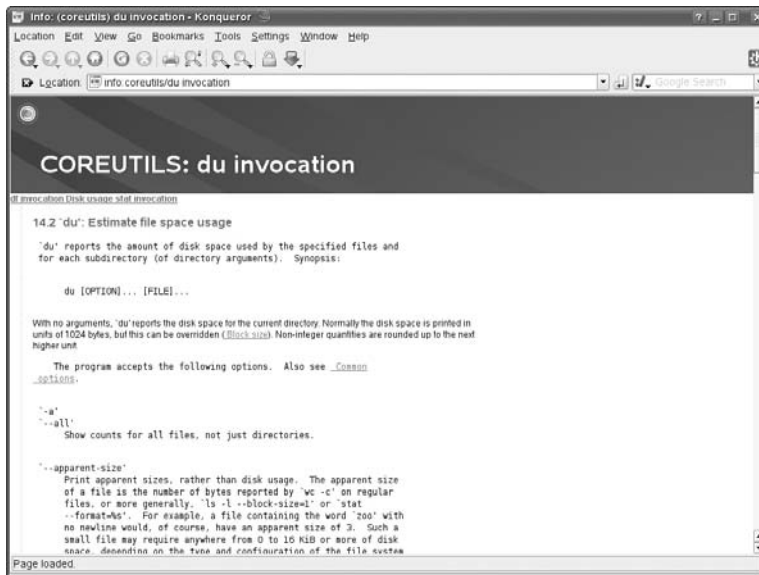 Info: (coreutils) du invocation - Konqueror
Location Edit View Go Bookmarks Tools Settings Window Help
Location: info:coreutils/du invocation
Google Search
COREUTILS: du invocation
df invocation Disk usage stat invocation
14.2 `du': Estimate file space usage
`du' reports the amount of disk space used by the specified files and
for each subdirectory (of directory arguments). Synopsis:
du [OPTION]... [FILE]...
With no arguments, `du' reports the disk space for the current directory. Normally the disk space is printed in
units of 1024 bytes, but this can be overridden ( Block size). Non-integer quantities are rounded up to the next
higher unit.
The program accepts the following options. Also see Common
options.
`-a'
`--all'
Show counts for all files, not just directories.
`--apparent-size'
Print apparent sizes, rather than disk usage. The apparent size
of a file is the number of bytes reported by `wc -c' on regular
files, or more generally, `ls -l --block-size=1' or `stat
--format=%s'. For example, a file containing the word `zoo' with
no newline would, of course, have an apparent size of 3. Such a
small file may require anywhere from 0 to 16 KiB or more of disk
space, depending on the type and configuration of the file system
Page loaded.